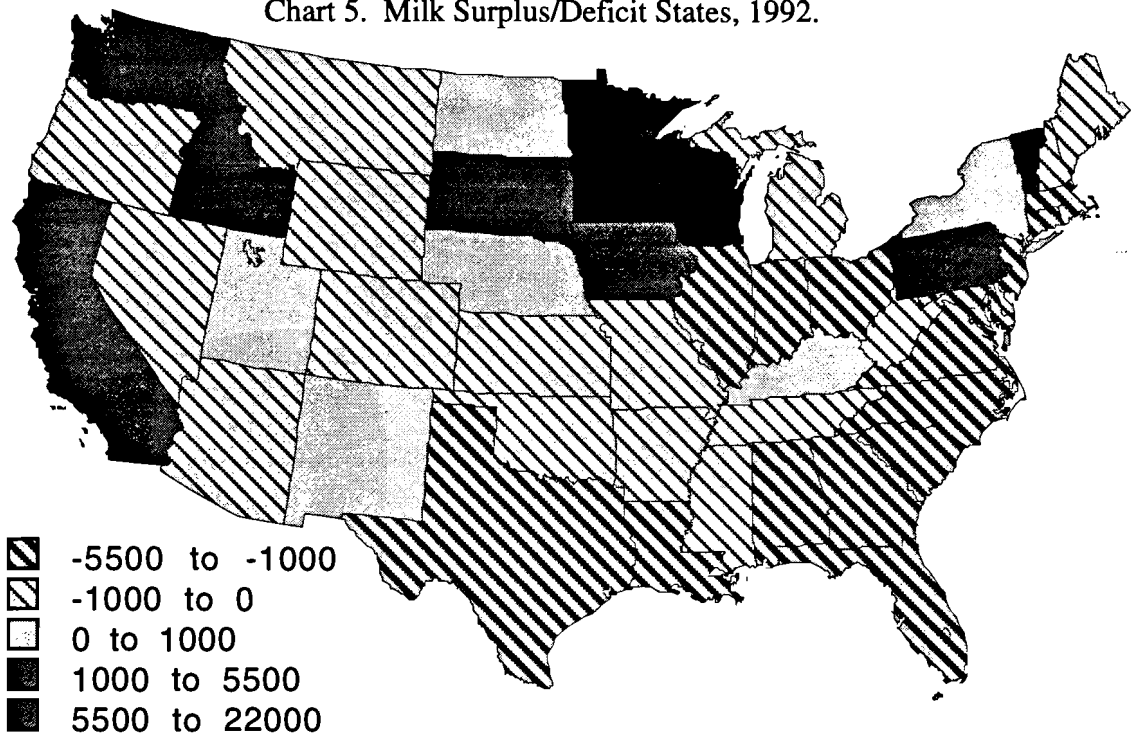 Chart 5. Milk Surplus/Deficit States, 1992.
-5500 to -1000
-1000 to 0
0 to 1000
1000 to 5500
5500 to 22000